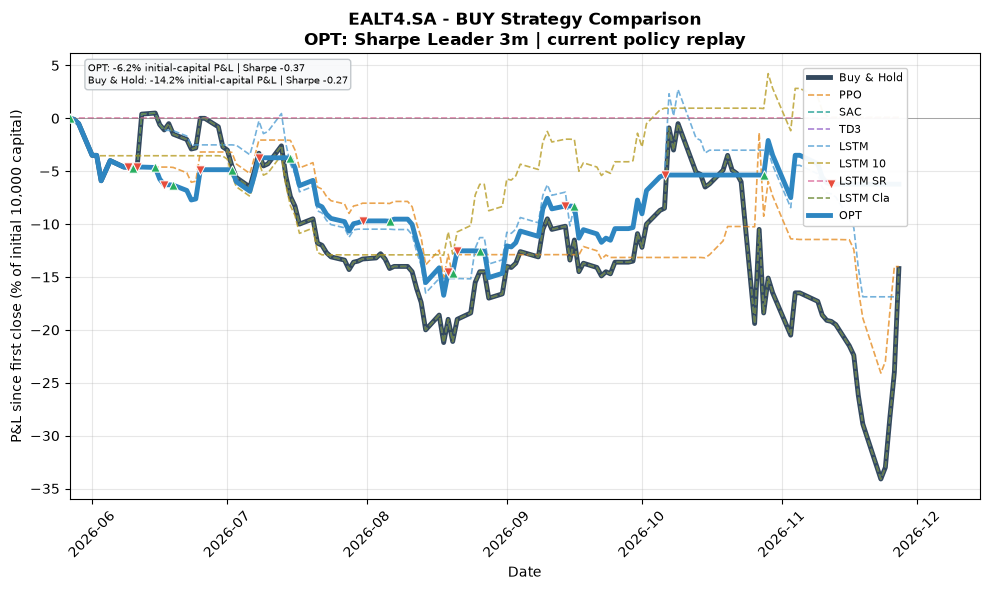 EALT4.SA - BUY Strategy Comparison
OPT: Sharpe Leader 3m | current policy replay
OPT: -6.2% initial-capital P&L | Sharpe -0.37
Buy & Hold: -14.2% initial-capital P&L | Sharpe -0.27
Buy & Hold
PPO
SAC
TD3
LSTM
LSTM 10
LSTM SR
LSTM Cla
OPT
P&L since first close (% of initial 10,000 capital)
5
0
−5
−10
−15
−20
−25
−30
−35
2026-06
2026-07
2026-08
2026-09
2026-10
2026-11
2026-12
Date